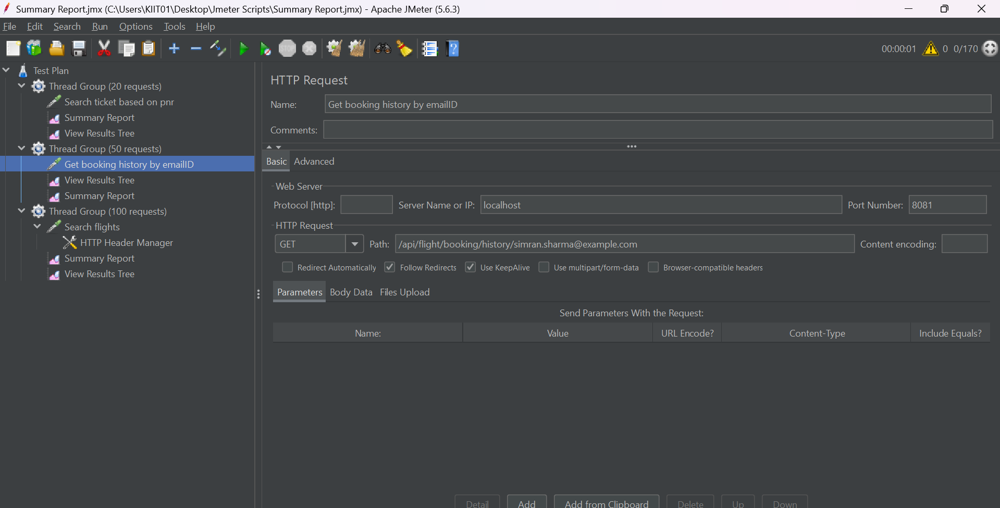 Summary Report.jmx (C:\Users\KIIT01\Desktop\Jmeter Scripts\Summary Report.jmx) - Apache JMeter (5.6.3)
File Edit Search Run Options Tools Help
STOP
00:00:01 0 0/170
Test Plan
Thread Group (20 requests)
Search ticket based on pnr
Summary Report
View Results Tree
Thread Group (50 requests)
Get booking history by emailID
View Results Tree
Summary Report
Thread Group (100 requests)
Search flights
HTTP Header Manager
Summary Report
View Results Tree
HTTP Request
Name: Get booking history by emailID
Comments:
Basic Advanced
Web Server
Protocol [http]: Server Name or IP: localhost Port Number: 8081
HTTP Request
GET Path: /api/flight/booking/history/simran.sharma@example.com Content encoding:
Redirect Automatically Follow Redirects Use KeepAlive Use multipart/form-data Browser-compatible headers
Parameters Body Data Files Upload
Send Parameters With the Request:
Name: Value URL Encode? Content-Type Include Equals?
Detail Add Add from Clipboard Delete Up Down